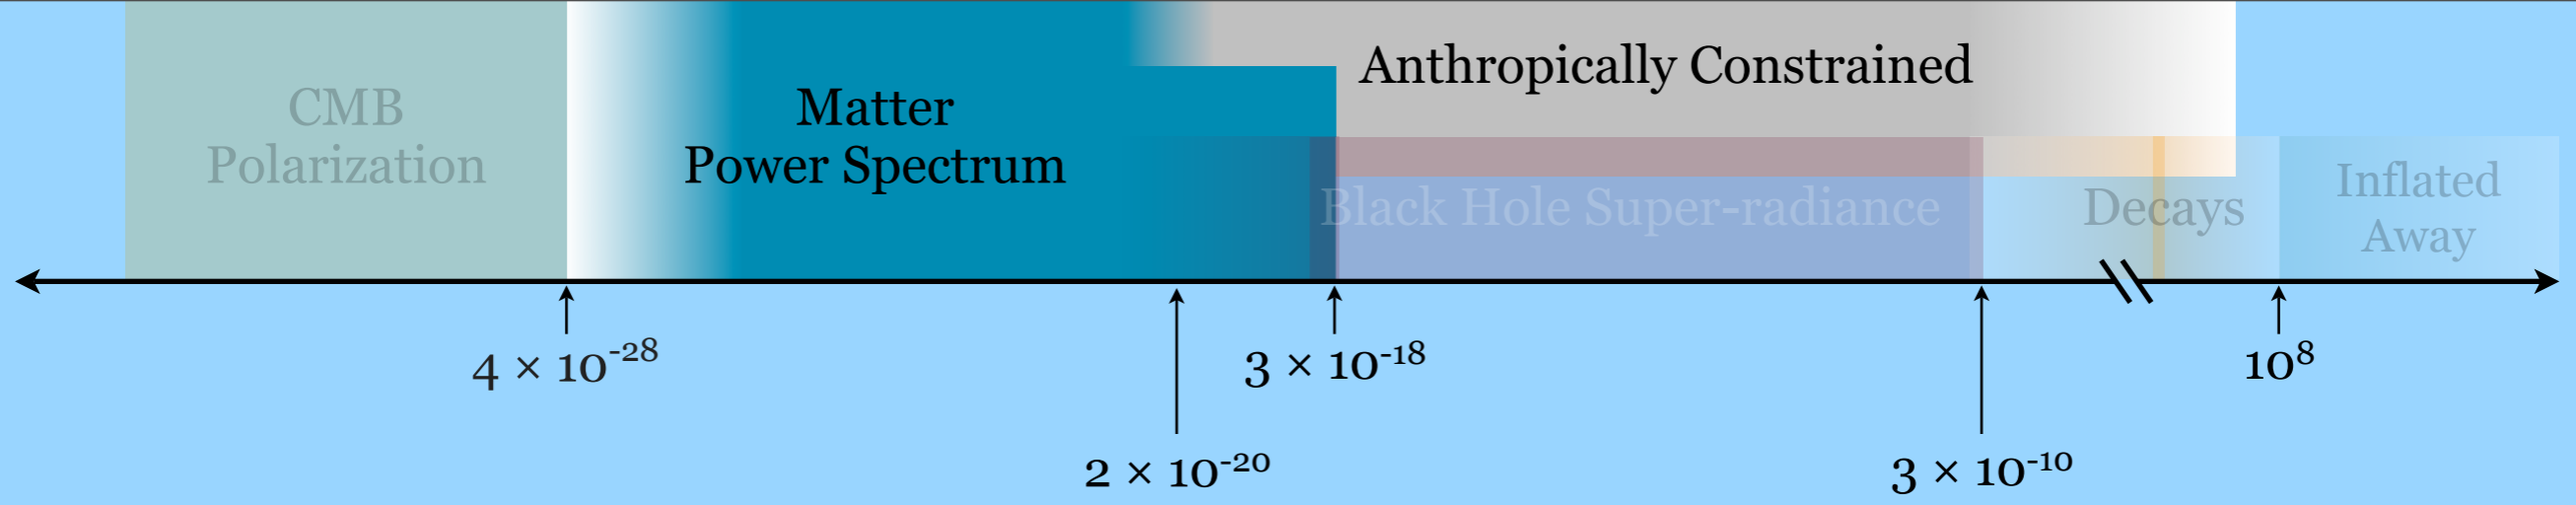 CMB
Polarization
Matter
Power Spectrum
Anthropically Constrained
Black Hole Super-radiance
Decays
Inflated
Away
4 × 10⁻²⁸
2 × 10⁻²⁰
3 × 10⁻¹⁸
3 × 10⁻¹⁰
10⁸